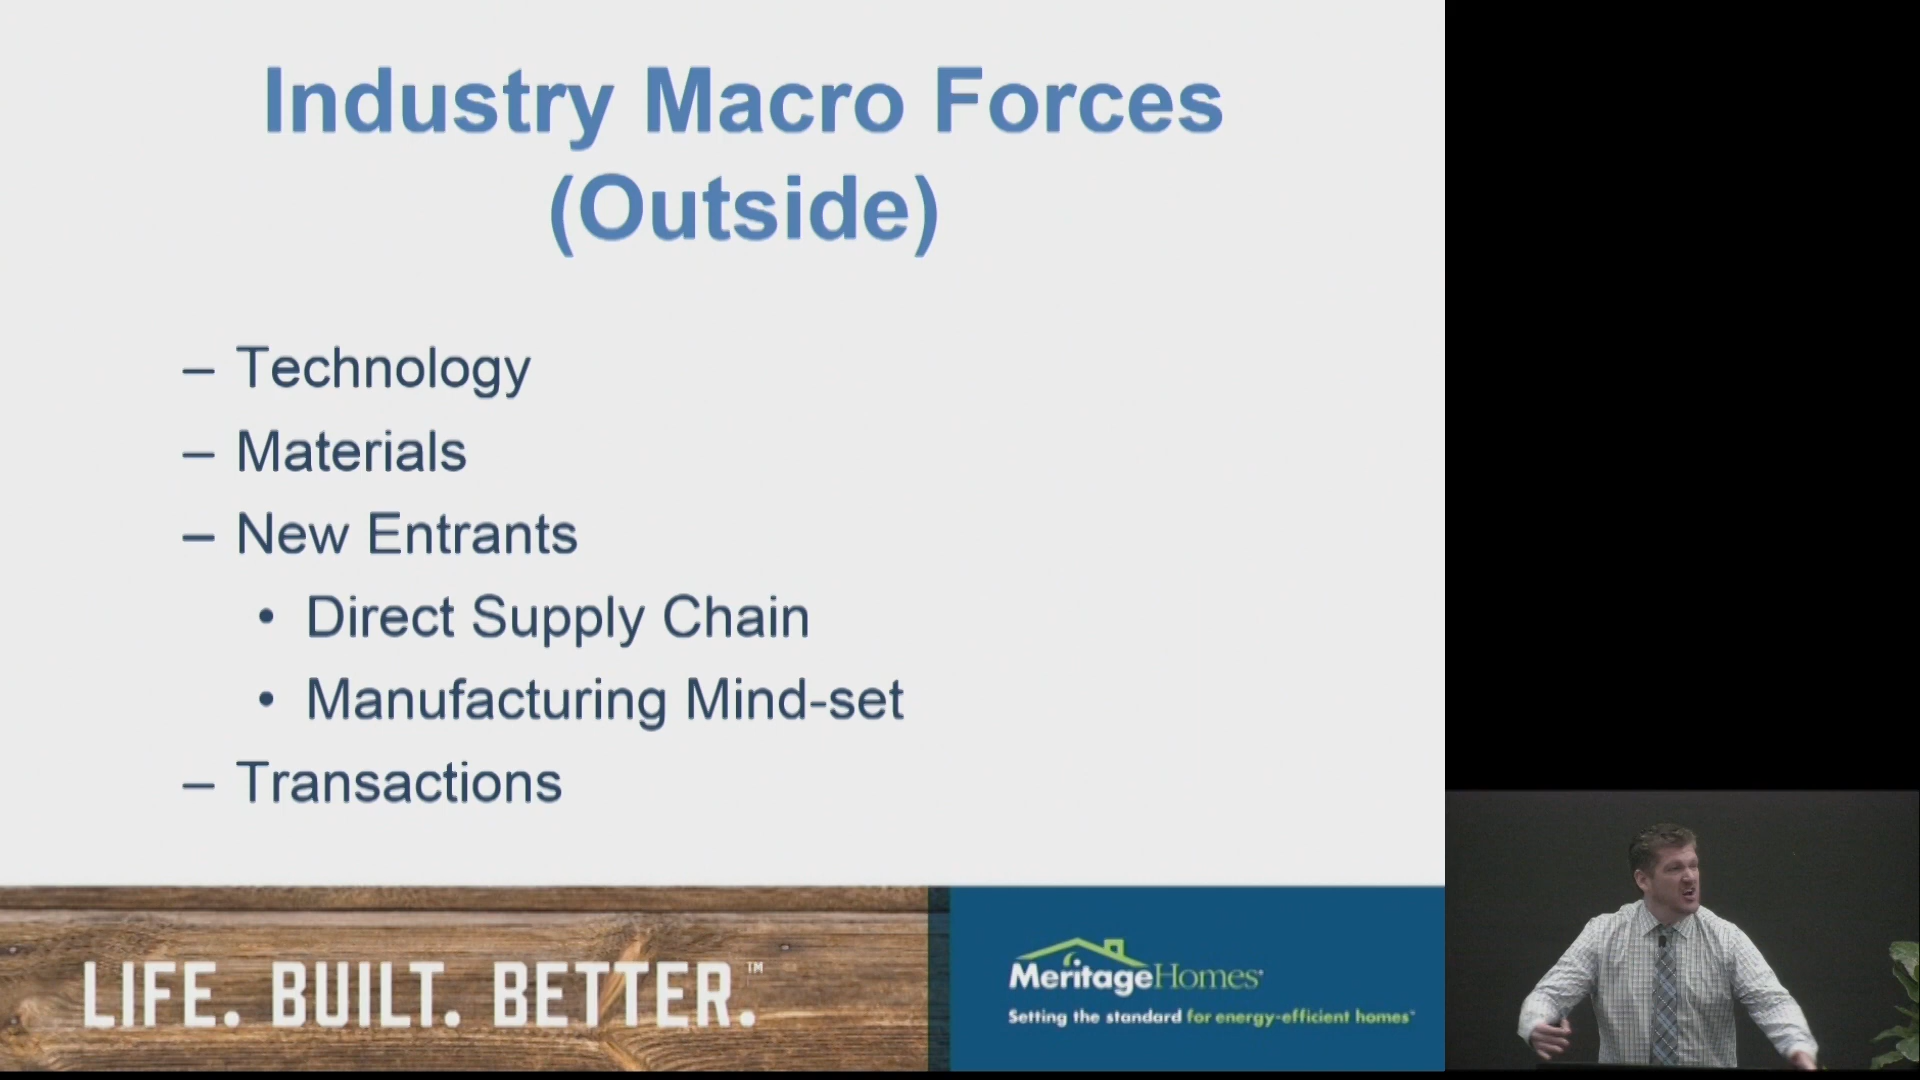 Industry Macro Forces
(Outside)
– Technology
– Materials
– New Entrants
• Direct Supply Chain
• Manufacturing Mind-set
– Transactions
LIFE. BUILT. BETTER.™
MeritageHomes®
Setting the standard for energy-efficient homes®